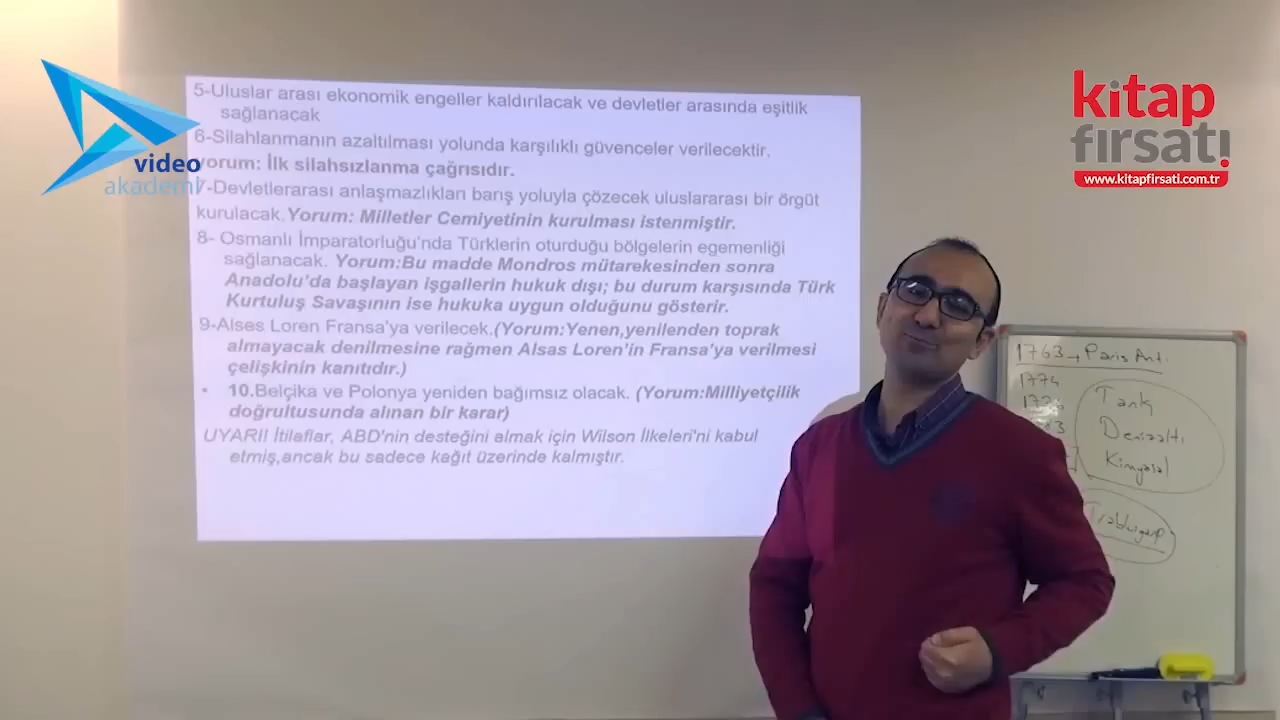 5-Uluslar arası ekonomik engeller kaldırılacak ve devletler arasında eşitlik
sağlanacak
6-Silahlanmanın azaltılması yolunda karşılıklı güvenceler verilecektir.
yorum: İlk silahsızlanma çağrısıdır.
7-Devletlerarası anlaşmazlıkları barış yoluyla çözecek uluslararası bir örgüt
kurulacak.Yorum: Milletler Cemiyetinin kurulması istenmiştir.
8- Osmanlı İmparatorluğu'nda Türklerin oturduğu bölgelerin egemenliği
sağlanacak. Yorum:Bu madde Mondros mütarekesinden sonra
Anadolu'da başlayan işgallerin hukuk dışı; bu durum karşısında Türk
Kurtuluş Savaşının ise hukuka uygun olduğunu gösterir.
9-Alses Loren Fransa'ya verilecek.(Yorum:Yenen,yenilenden toprak
almayacak denilmesine rağmen Alsas Loren'in Fransa'ya verilmesi
çelişkinin kanıtıdır.)
• 10.Belçika ve Polonya yeniden bağımsız olacak. (Yorum:Milliyetçilik
doğrultusunda alınan bir karar)
UYARI! İtilaflar, ABD'nin desteğini almak için Wilson İlkeleri'ni kabul
etmiş,ancak bu sadece kağıt üzerinde kalmıştır.
video
akademi
kitap
fırsatı
www.kitapfirsati.com.tr
1763 → Paris Ant.
1774
Tank
Denizaltı
Kimyasal
Trablusgarp